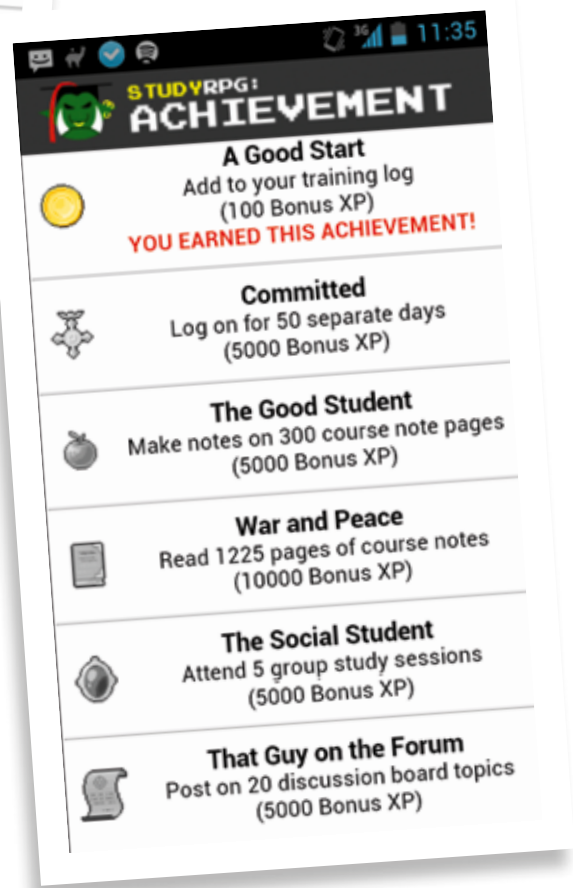 3G 11:35
STUDYRPG:
ACHIEVEMENT
A Good Start
Add to your training log
(100 Bonus XP)
YOU EARNED THIS ACHIEVEMENT!
Committed
Log on for 50 separate days
(5000 Bonus XP)
The Good Student
Make notes on 300 course note pages
(5000 Bonus XP)
War and Peace
Read 1225 pages of course notes
(10000 Bonus XP)
The Social Student
Attend 5 group study sessions
(5000 Bonus XP)
That Guy on the Forum
Post on 20 discussion board topics
(5000 Bonus XP)